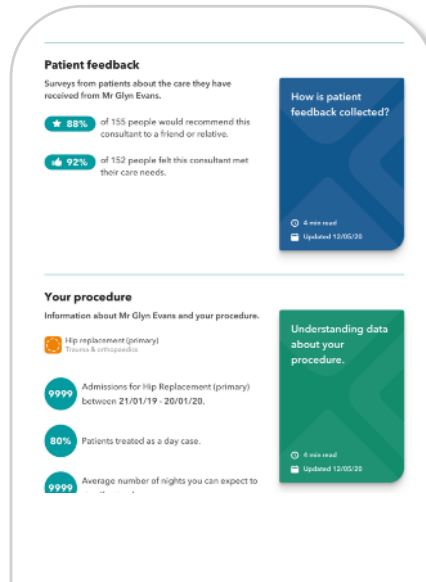 Patient feedback
Surveys from patients about the care they have
received from Mr Glyn Evans.
88%
of 155 people would recommend this
consultant to a friend or relative.
92%
of 152 people felt this consultant met
their care needs.
How is patient
feedback collected?
4 min read
Updated 12/05/20
Your procedure
Information about Mr Glyn Evans and your procedure.
Hip replacement (primary)
Trauma & orthopaedics
9999
Admissions for Hip Replacement (primary)
between 21/01/19 - 20/01/20.
80%
Patients treated as a day case.
9999
Average number of nights you can expect to
Understanding data
about your
procedure.
4 min read
Updated 12/05/20